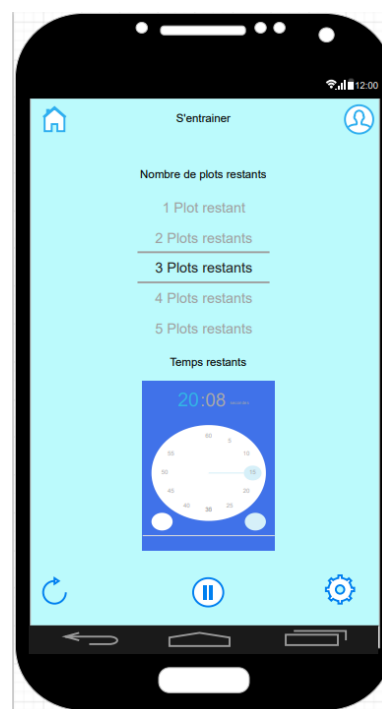 12:00
S'entrainer
Nombre de plots restants
1 Plot restant
2 Plots restants
3 Plots restants
4 Plots restants
5 Plots restants
Temps restants
20:08
60
55 5
50 10
45 15
40 20
35 25
30